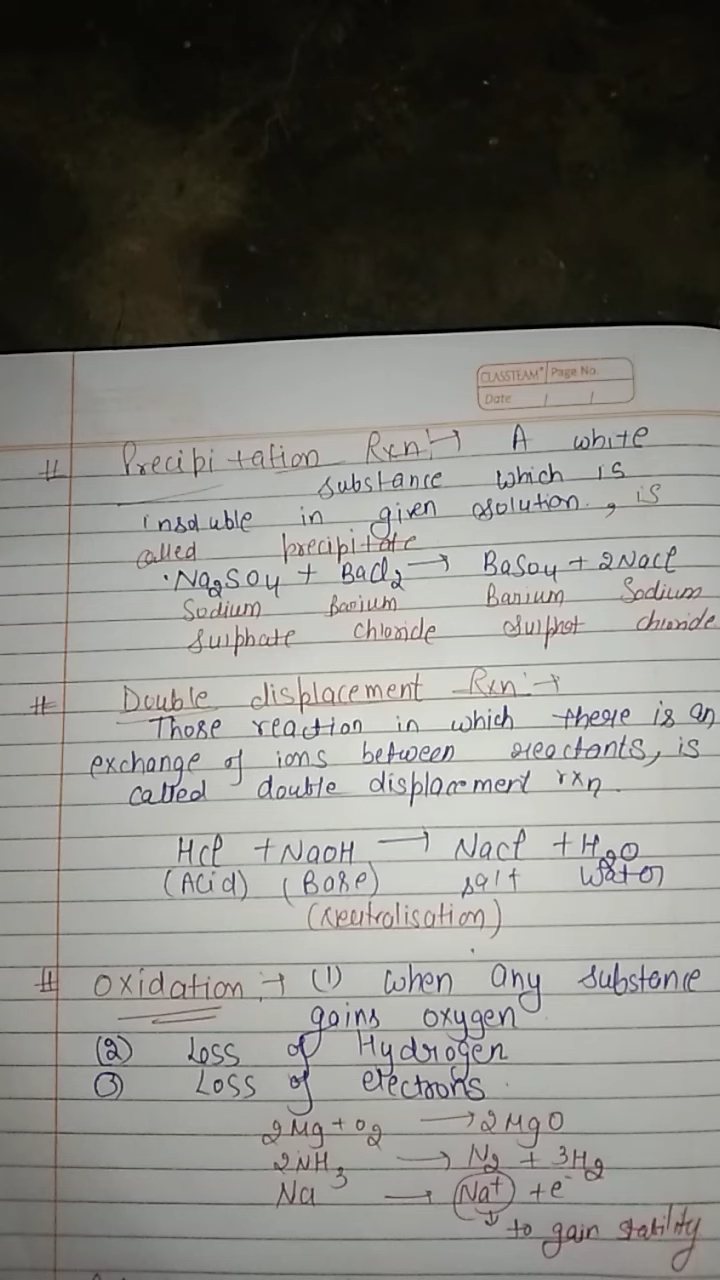 CLASSTEAM® Page No.
Date / /
# Precipitation Rxn:→ A white
substance which is
insoluble in given solution, is
called precipitate
Na₂SO₄ + BaCl₂ → BaSO₄ + 2NaCl
Sodium Barium Barium Sodium
Sulphate Chloride Sulphat chloride
# Double displacement Rxn:→
Those reaction in which there is an
exchange of ions between reactants, is
called double displacement rxn.
HCl + NaOH → NaCl + H₂O
(Acid) (Base) salt Water
(Neutralisation)
# Oxidation:→ (1) When any substance
gains oxygen
(2) Loss of Hydrogen
(3) Loss of electrons.
2Mg + O₂ → 2MgO
2NH₃ → N₂ + 3H₂
Na → Na⁺ + e⁻
↓ to gain stability